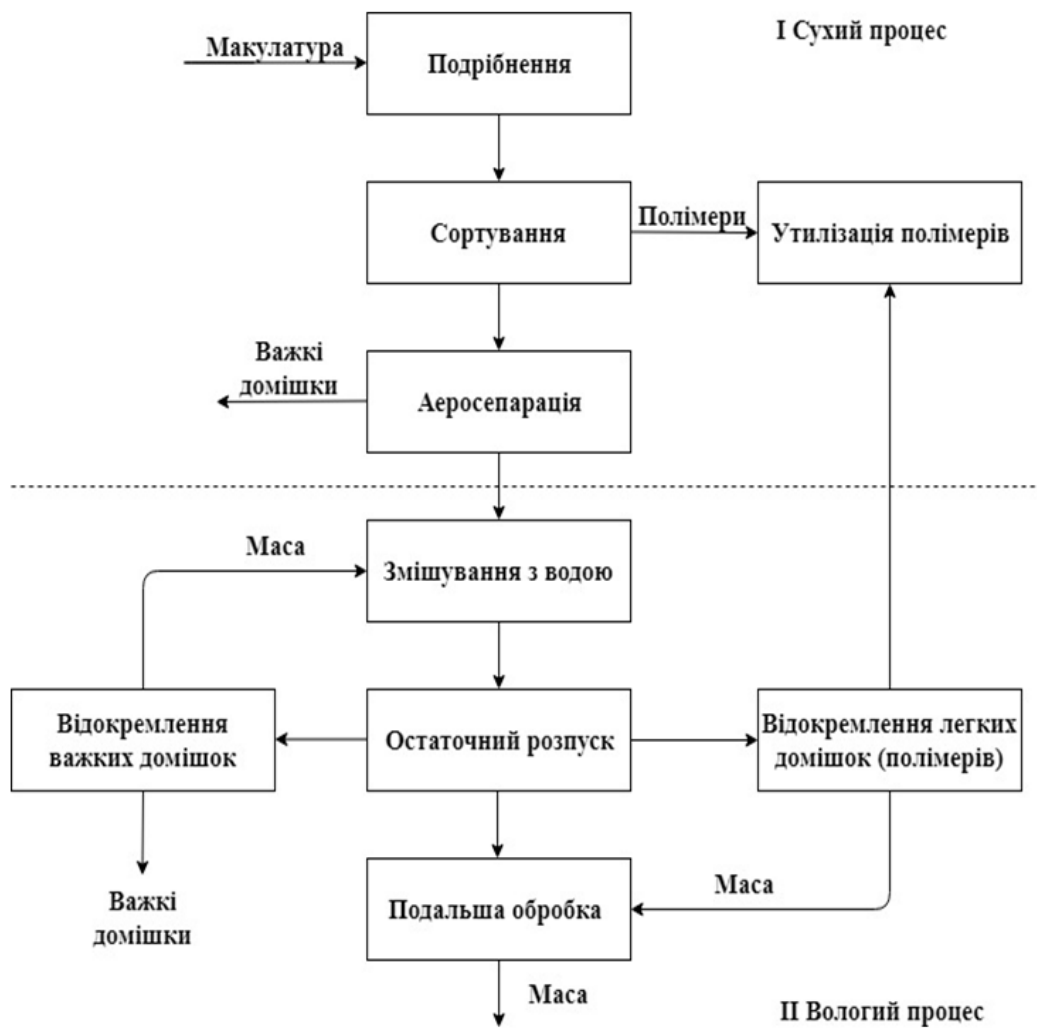 I Сухий процес
Макулатура
Подрібнення
Сортування
Полімери
Утилізація полімерів
Важкі
домішки
Аеросепарація
Маса
Змішування з водою
Відокремлення
важких домішок
Остаточний розпуск
Відокремлення легких
домішок (полімерів)
Важкі
домішки
Подальша обробка
Маса
Маса
II Вологий процес